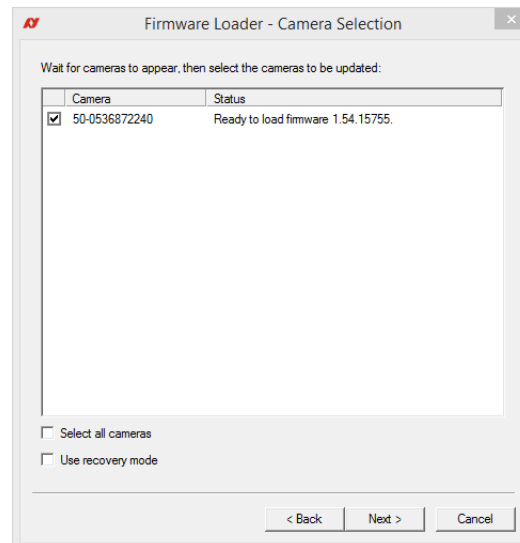 Firmware Loader - Camera Selection
Wait for cameras to appear, then select the cameras to be updated:
Camera Status
50-0536872240 Ready to load firmware 1.54.15755.
Select all cameras
Use recovery mode
< Back Next > Cancel